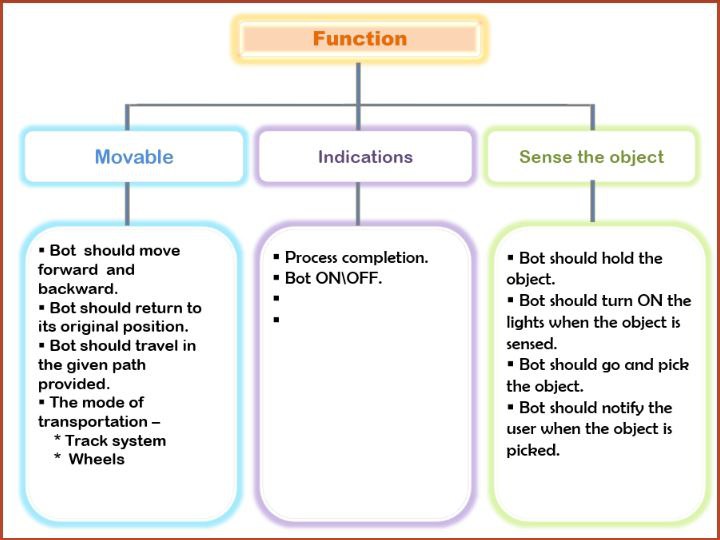 Function
Movable
Indications
Sense the object
▪ Bot should move
forward and
backward.
▪ Bot should return to
its original position.
▪ Bot should travel in
the given path
provided.
▪ The mode of
transportation –
* Track system
* Wheels
▪ Process completion.
▪ Bot ON\OFF.
▪
▪
▪ Bot should hold the
object.
▪ Bot should turn ON the
lights when the object is
sensed.
▪ Bot should go and pick
the object.
▪ Bot should notify the
user when the object is
picked.